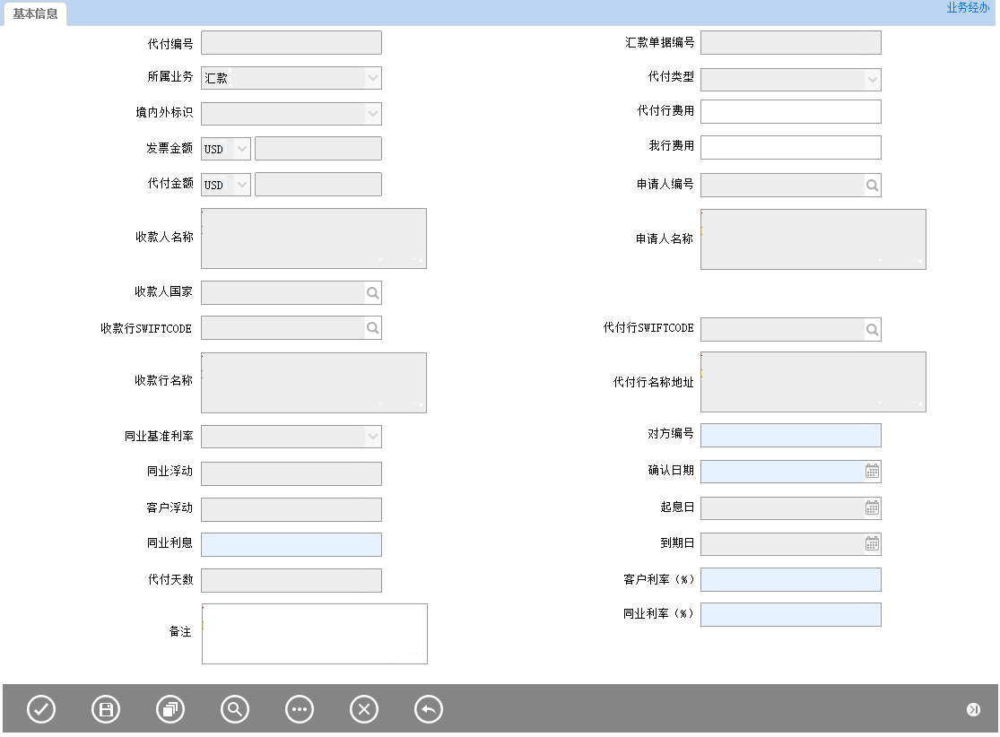 基本信息
业务经办
代付编号
汇款单据编号
所属业务 汇款
代付类型
境内外标识
代付行费用
发票金额 USD
我行费用
代付金额 USD
申请人编号
收款人名称
申请人名称
收款人国家
收款行SWIFTCODE
代付行SWIFTCODE
收款行名称
代付行名称地址
同业基准利率
对方编号
同业浮动
确认日期
客户浮动
起息日
同业利息
到期日
代付天数
客户利率（%）
同业利率（%）
备注